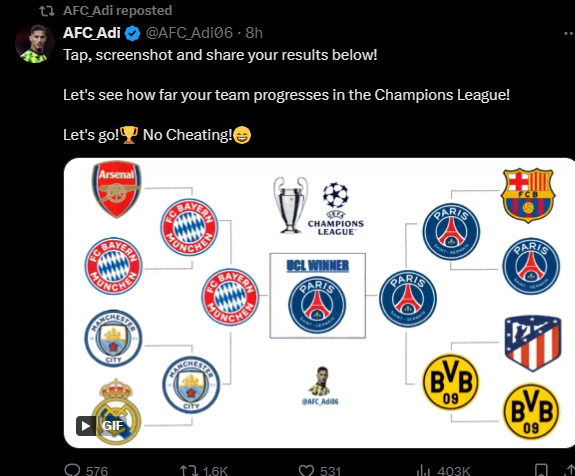 AFC_Adi reposted
AFC_Adi @AFC_Adi06 · 8h
Tap, screenshot and share your results below!
Let's see how far your team progresses in the Champions League!
Let's go!🏆 No Cheating!😄
Arsenal
FC BAYERN MÜNCHEN
UEFA
CHAMPIONS
LEAGUE
PARIS
SAINT-GERMAIN
FCB
FC BAYERN MÜNCHEN
FC BAYERN MÜNCHEN
UCL WINNER
PARIS
SAINT-GERMAIN
PARIS
SAINT-GERMAIN
PARIS
SAINT-GERMAIN
MANCHESTER
CITY
MANCHESTER
CITY
@AFC_Adi06
BVB
09
BVB
09
GIF
576 1.6K 531 403K